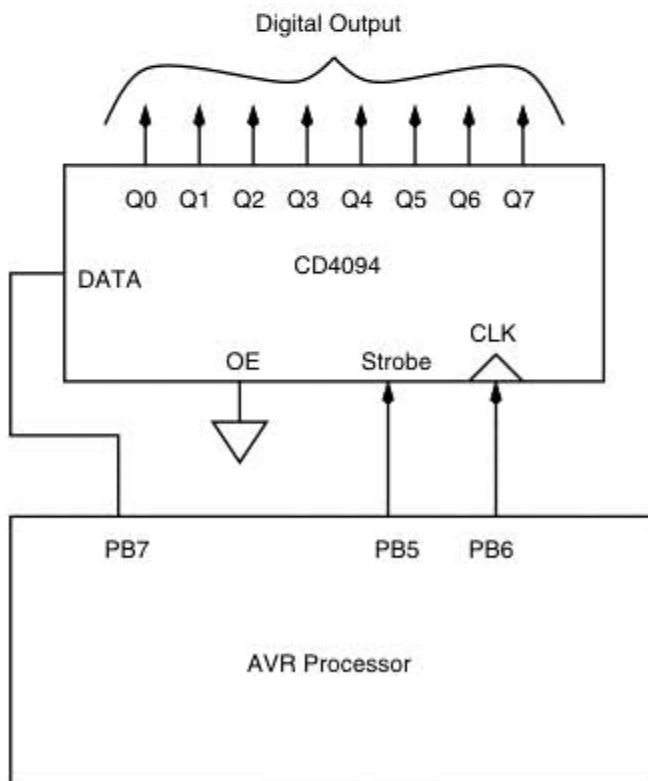 Digital Output
Q0 Q1 Q2 Q3 Q4 Q5 Q6 Q7
CD4094
DATA
CLK
OE Strobe
PB7 PB5 PB6
AVR Processor